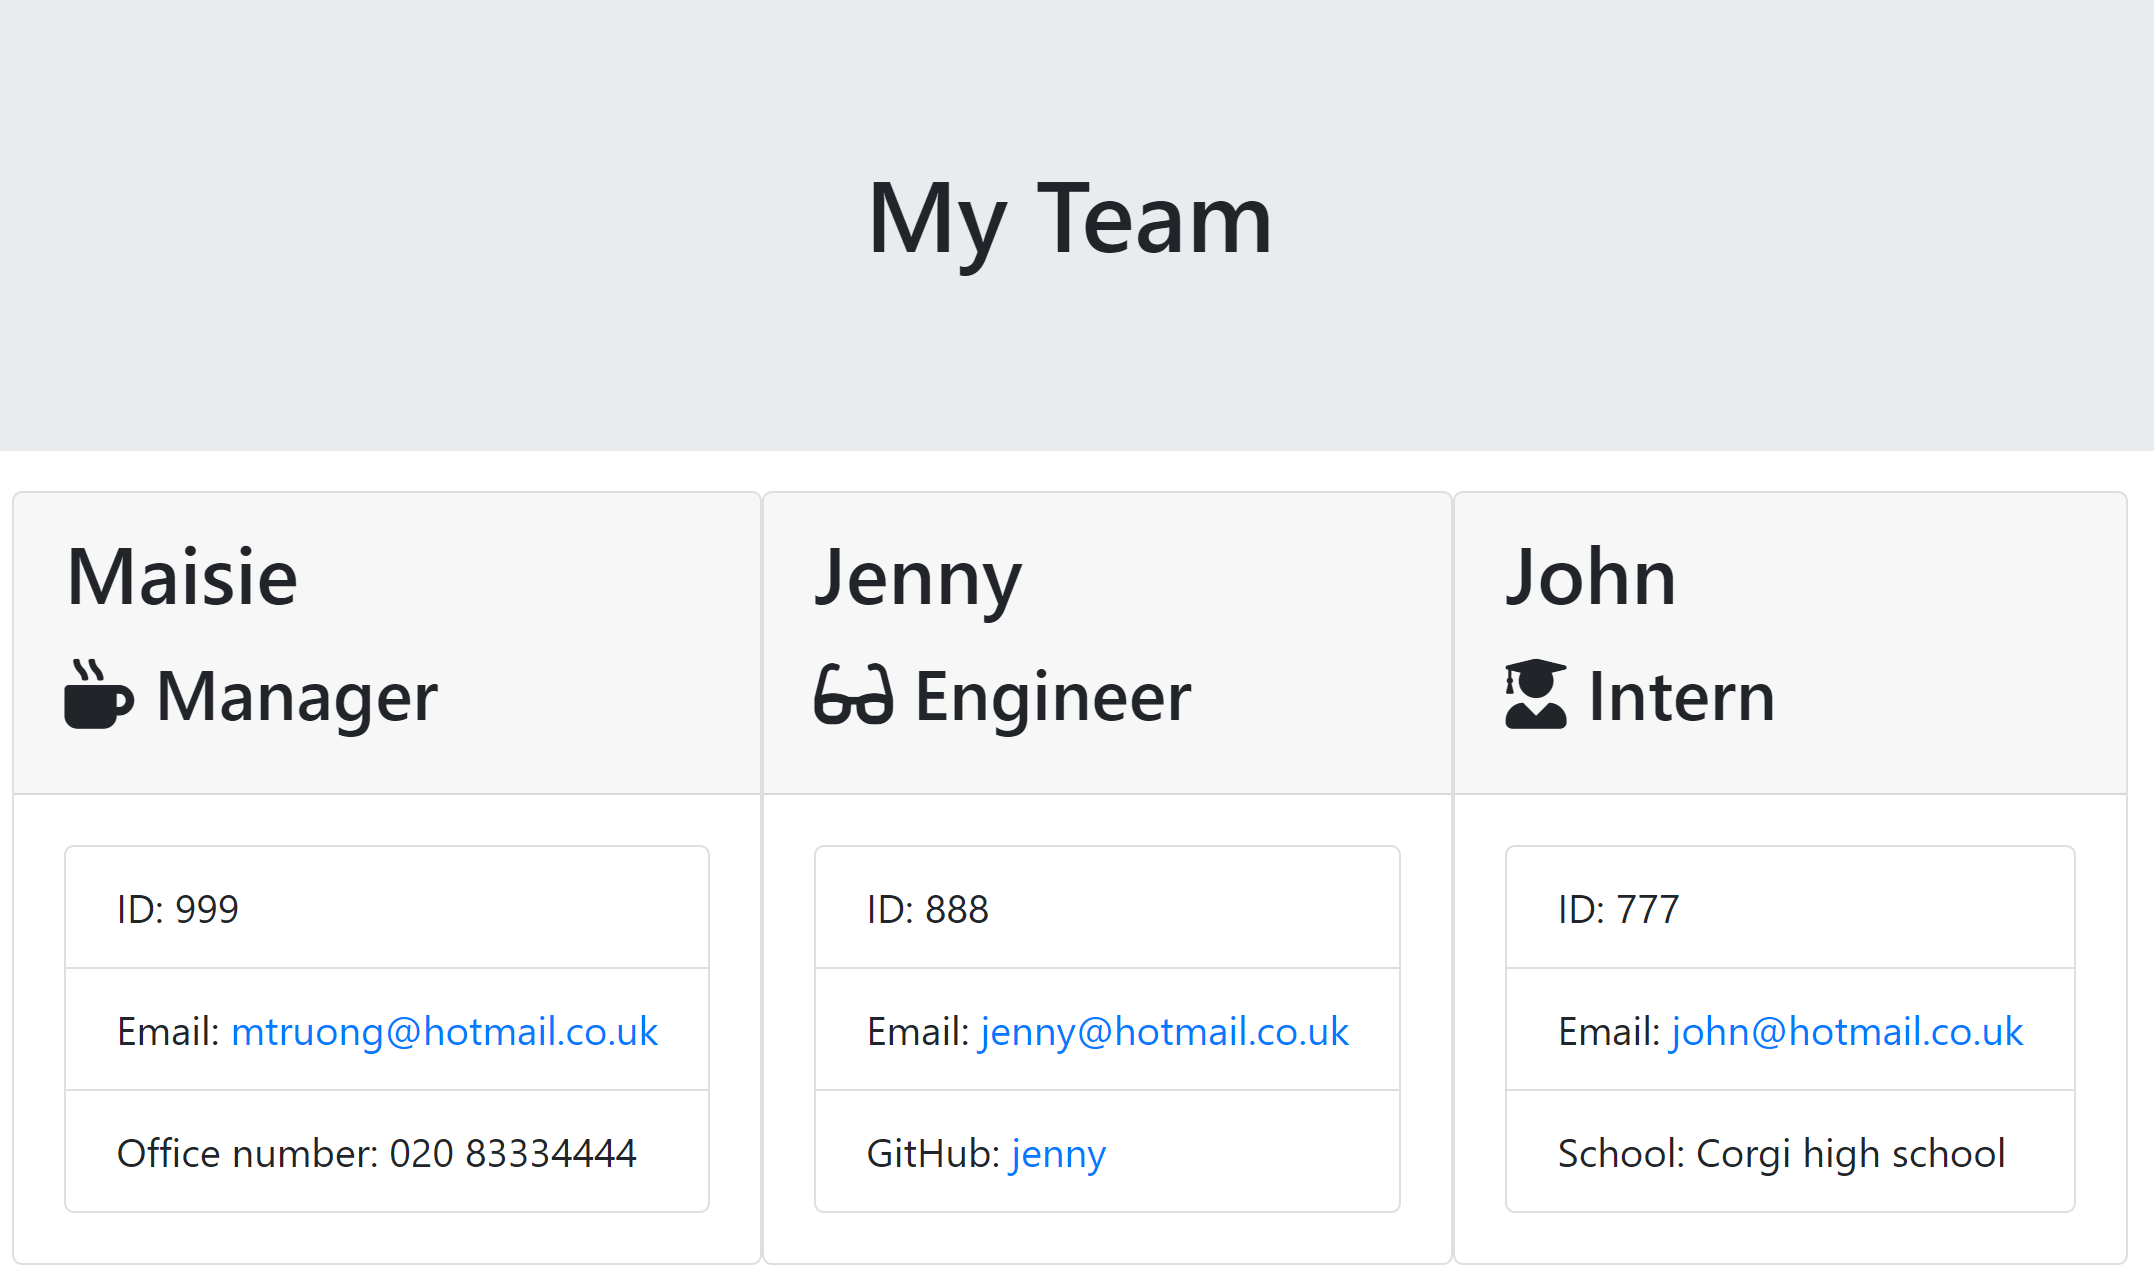 My Team
Maisie
Manager
ID: 999
Email: mtruong@hotmail.co.uk
Office number: 020 83334444
Jenny
Engineer
ID: 888
Email: jenny@hotmail.co.uk
GitHub: jenny
John
Intern
ID: 777
Email: john@hotmail.co.uk
School: Corgi high school